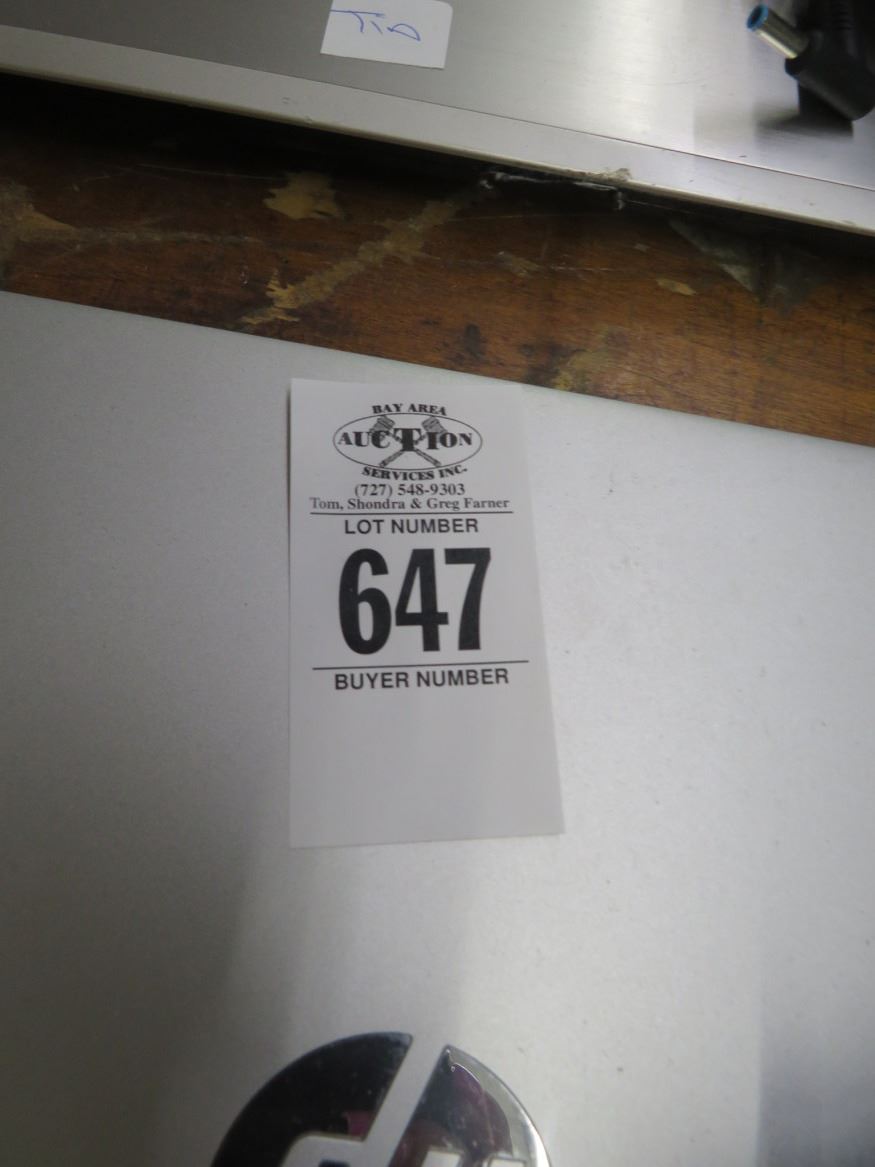 BAY AREA
AUCTION
SERVICES INC-
(727) 548-9303
Tom, Shondra & Greg Farner
LOT NUMBER
647
BUYER NUMBER